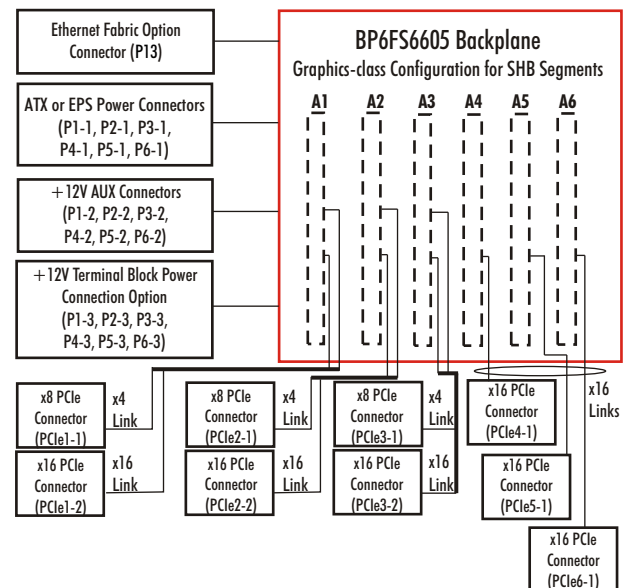 Ethernet Fabric Option
Connector (P13)
ATX or EPS Power Connectors
(P1-1, P2-1, P3-1,
P4-1, P5-1, P6-1)
+12V AUX Connectors
(P1-2, P2-2, P3-2,
P4-2, P5-2, P6-2)
+12V Terminal Block Power
Connection Option
(P1-3, P2-3, P3-3,
P4-3, P5-3, P6-3)
BP6FS6605 Backplane
Graphics-class Configuration for SHB Segments
A1 A2 A3 A4 A5 A6
x8 PCIe
Connector
(PCIe1-1)
x4
Link
x16 PCIe
Connector
(PCIe1-2)
x16
Link
x8 PCIe
Connector
(PCIe2-1)
x4
Link
x16 PCIe
Connector
(PCIe2-2)
x16
Link
x8 PCIe
Connector
(PCIe3-1)
x4
Link
x16 PCIe
Connector
(PCIe3-2)
x16
Link
x16 PCIe
Connector
(PCIe4-1)
x16
Links
x16 PCIe
Connector
(PCIe5-1)
x16 PCIe
Connector
(PCIe6-1)